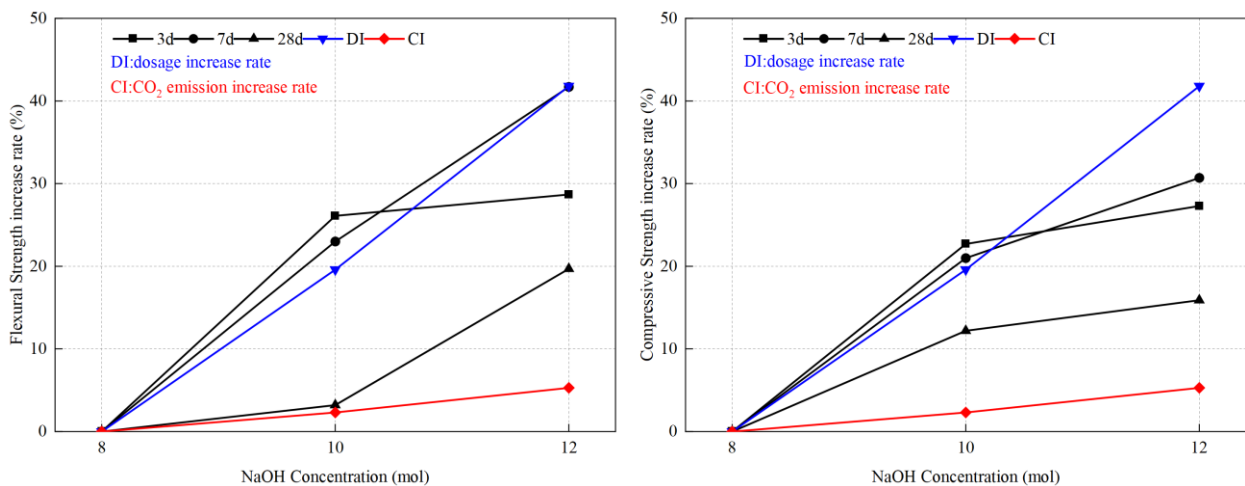 50
40
30
20
10
0
Flexural Strength increase rate (%)
3d 7d 28d DI CI
DI:dosage increase rate
CI:CO₂ emission increase rate
8 10 12
NaOH Concentration (mol)
50
40
30
20
10
0
Compressive Strength increase rate (%)
3d 7d 28d DI CI
DI:dosage increase rate
CI:CO₂ emission increase rate
8 10 12
NaOH Concentration (mol)